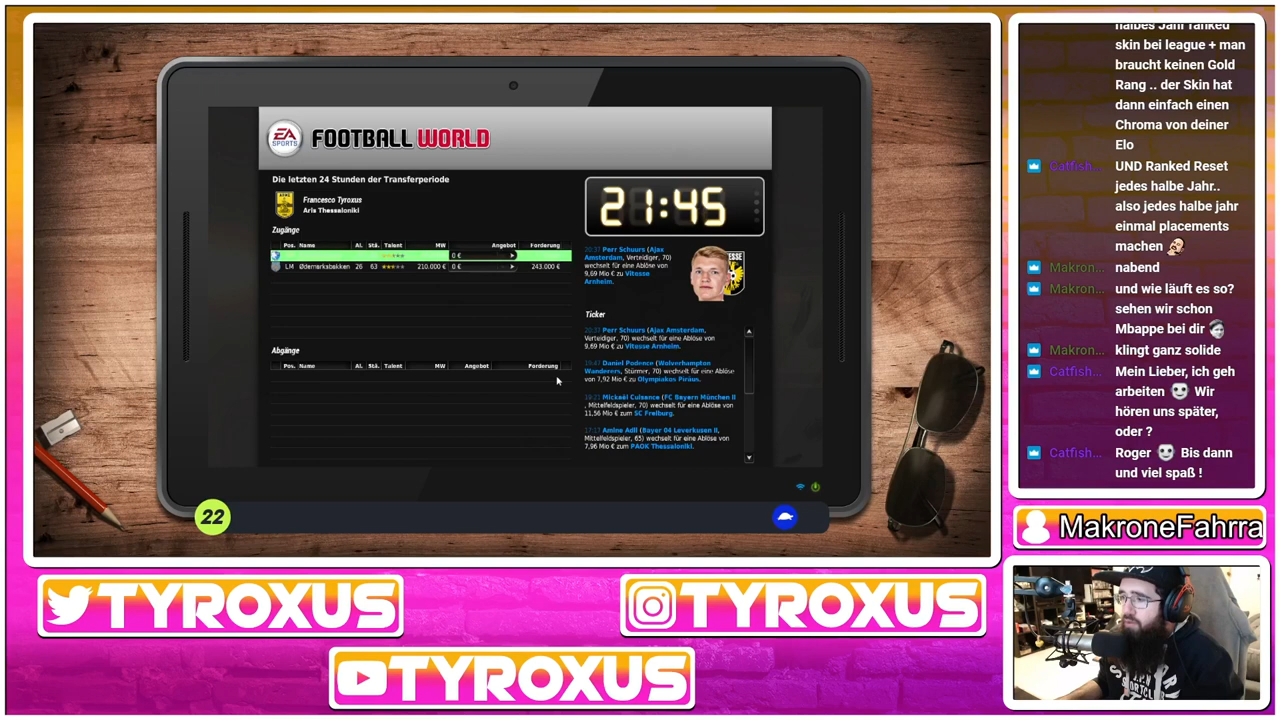 EA SPORTS
FOOTBALL WORLD
Die letzten 24 Stunden der Transferperiode
Francesco Tyroxus
Aris Thessaloniki
21:45
Zugänge
Pos. Name Al. Stä. Talent MW Angebot Forderung
0 €
LM Ødemarksbakken 26 63 210.000 € 0 € 243.000 €
Abgänge
Pos. Name Al. Stä. Talent MW Angebot Forderung
20:37 Perr Schuurs (Ajax
Amsterdam, Verteidiger, 70)
wechselt für eine Ablöse von
9,69 Mio € zu Vitesse
Arnheim.
Ticker
20:37 Perr Schuurs (Ajax Amsterdam,
Verteidiger, 70) wechselt für eine Ablöse von
9,69 Mio € zu Vitesse Arnheim.
Daniel Podence (Wolverhampton
Wanderers, Stürmer, 70) wechselt für eine Ablöse
von 7,92 Mio € zu Olympiakos Piräus.
Mickaël Cuisance (FC Bayern München II
, Mittelfeldspieler, 70) wechselt für eine Ablöse von
11,56 Mio € zum SC Freiburg.
Amine Adli (Bayer 04 Leverkusen II,
Mittelfeldspieler, 65) wechselt für eine Ablöse von
7,96 Mio € zum PAOK Thessaloniki.
22
halbes Jahr ranked
skin bei league + man
braucht keinen Gold
Rang .. der Skin hat
dann einfach einen
Chroma von deiner
Elo
Catfish... UND Ranked Reset
jedes halbe Jahr..
also jedes halbe jahr
einmal placements
machen
Makron... nabend
Makron... und wie läuft es so?
sehen wir schon
Mbappe bei dir
Makron... klingt ganz solide
Catfish... Mein Lieber, ich geh
arbeiten Wir
hören uns später,
oder ?
Catfish... Roger Bis dann
und viel spaß !
MakroneFahrra
TYROXUS
TYROXUS
TYROXUS